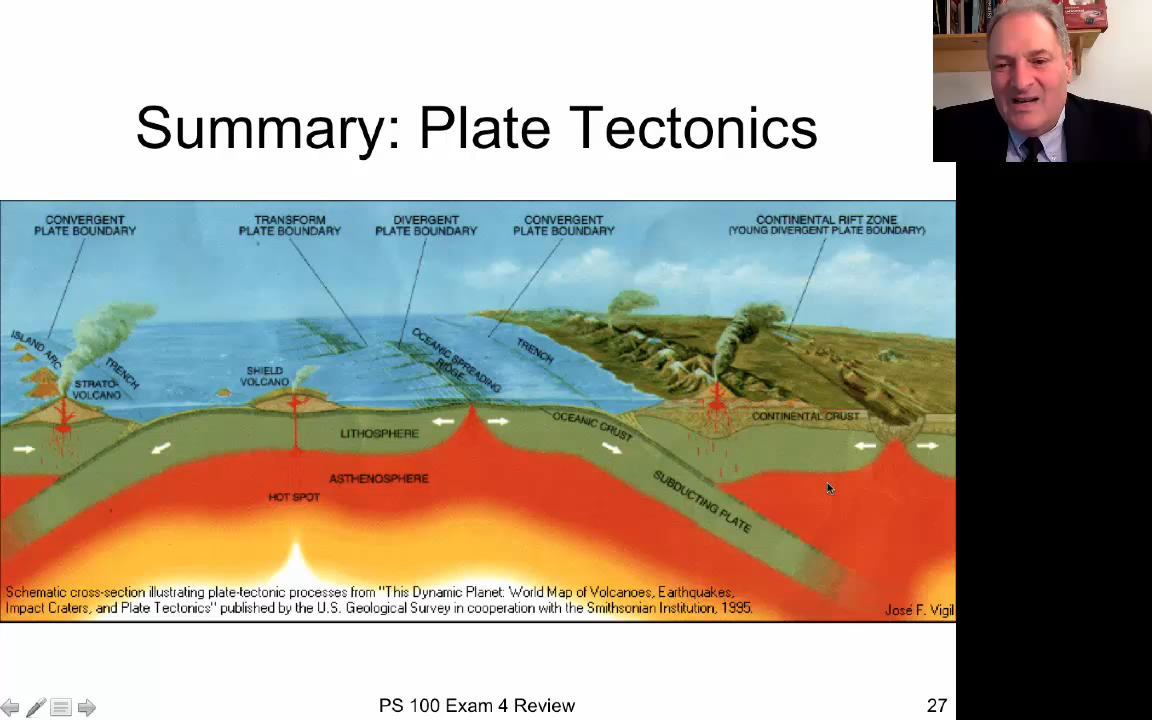 Summary: Plate Tectonics
CONVERGENT
PLATE BOUNDARY
TRANSFORM
PLATE BOUNDARY
DIVERGENT
PLATE BOUNDARY
CONVERGENT
PLATE BOUNDARY
CONTINENTAL RIFT ZONE
(YOUNG DIVERGENT PLATE BOUNDARY)
ISLAND ARC
TRENCH
STRATO-
VOLCANO
SHIELD
VOLCANO
OCEANIC SPREADING
RIDGE
TRENCH
LITHOSPHERE
OCEANIC CRUST
CONTINENTAL CRUST
ASTHENOSPHERE
HOT SPOT
SUBDUCTING PLATE
Schematic cross-section illustrating plate-tectonic processes from "This Dynamic Planet: World Map of Volcanoes, Earthquakes,
Impact Craters, and Plate Tectonics" published by the U.S. Geological Survey in cooperation with the Smithsonian Institution, 1995.
José F. Vigil
PS 100 Exam 4 Review
27